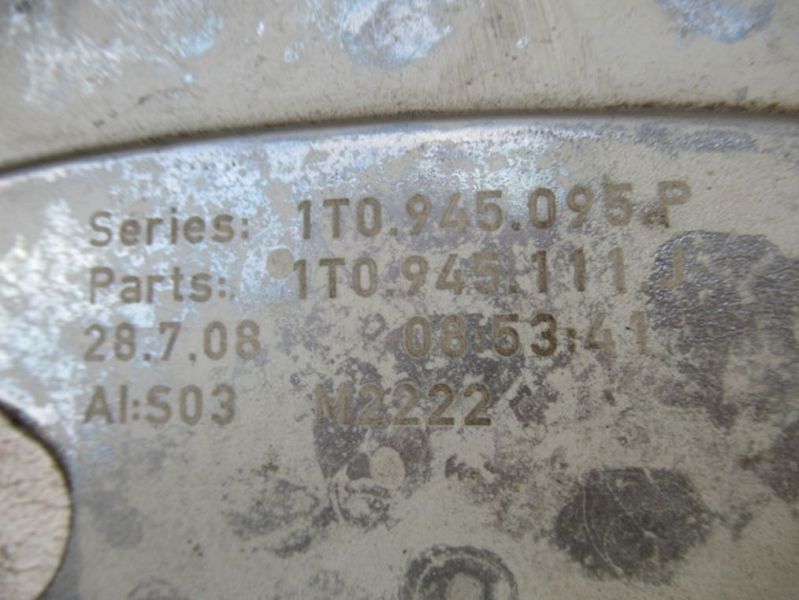 Series: 1T0.945.095.P
Parts: 1T0.945.111.J
28.7.08 08:53:41
AI:S03 M2222